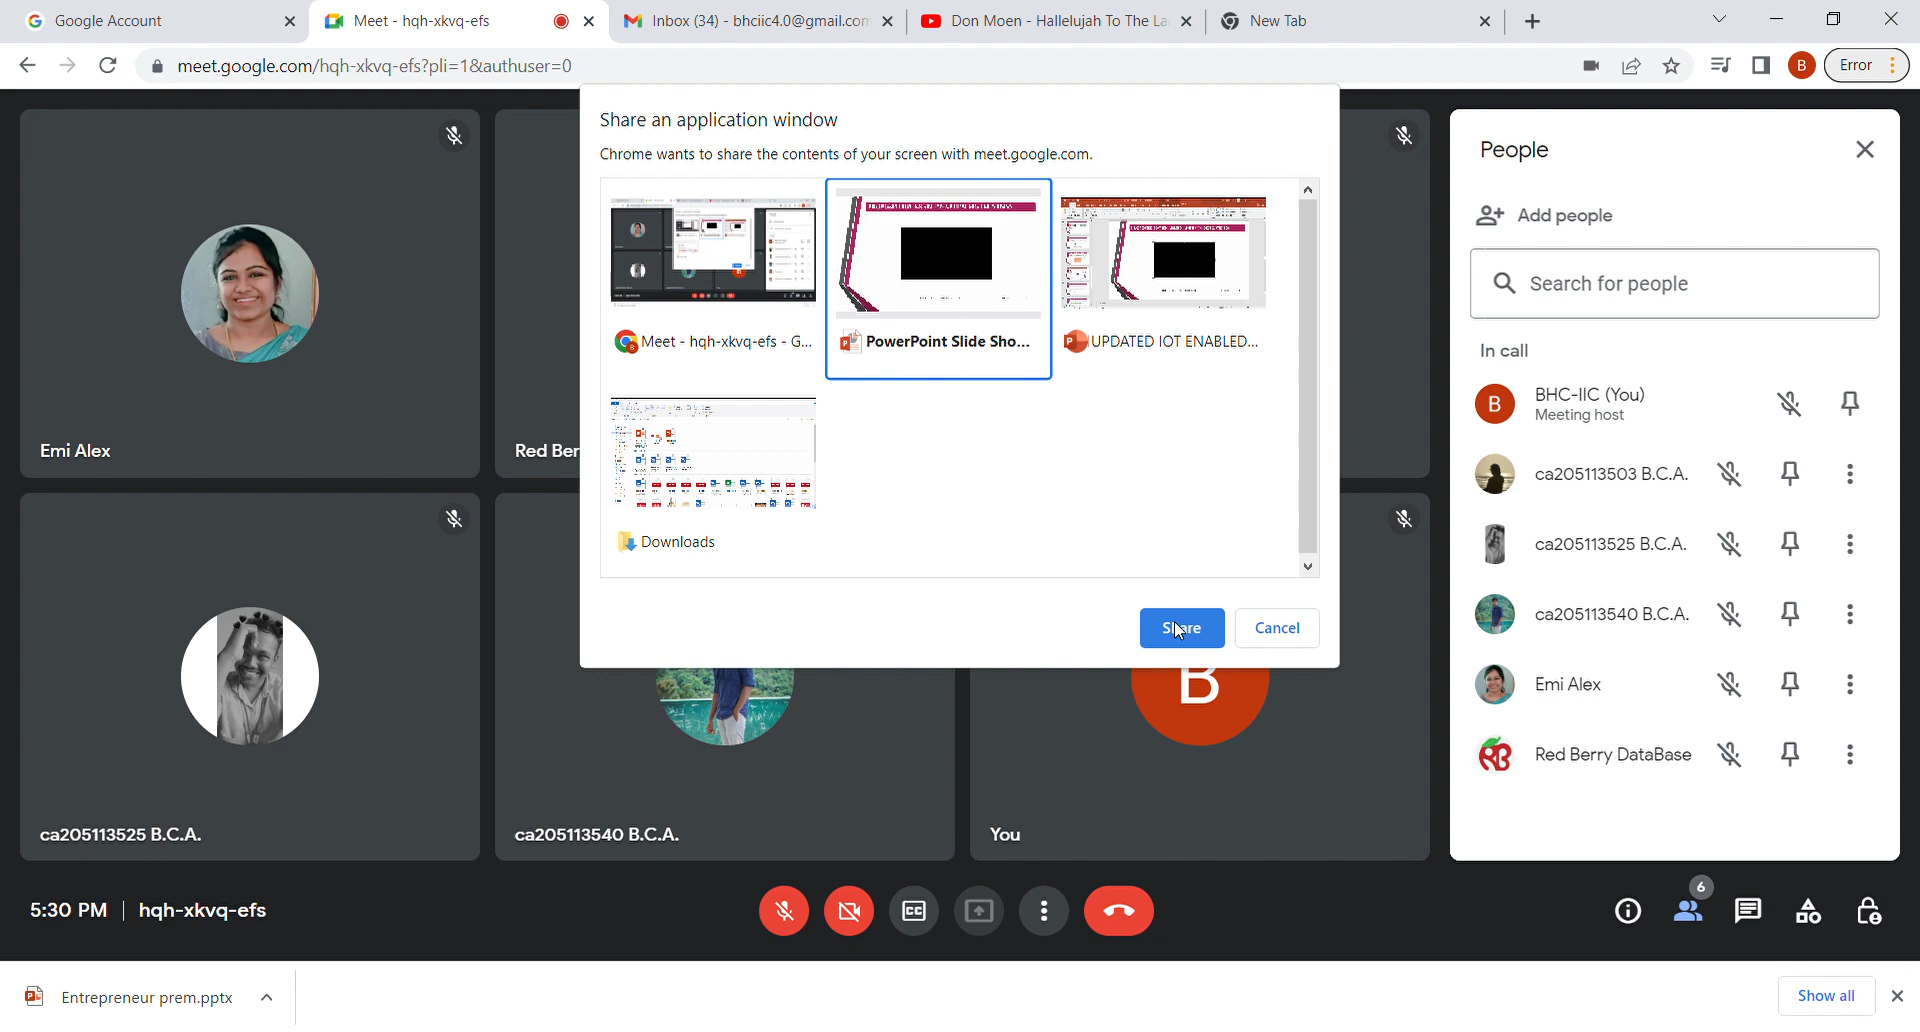 Google Account
Meet - hqh-xkvq-efs
Inbox (34) - bhciic4.0@gmail.com
Don Moen - Hallelujah To The La
New Tab
meet.google.com/hqh-xkvq-efs?pli=1&authuser=0
B
Error
Share an application window
Chrome wants to share the contents of your screen with meet.google.com.
Meet - hqh-xkvq-efs - G...
PowerPoint Slide Sho...
UPDATED IOT ENABLED...
Downloads
Share
Cancel
Emi Alex
Red Ber
ca205113525 B.C.A.
ca205113540 B.C.A.
B
You
People
Add people
Search for people
In call
B
BHC-IIC (You)
Meeting host
ca205113503 B.C.A.
ca205113525 B.C.A.
ca205113540 B.C.A.
Emi Alex
Red Berry DataBase
5:30 PM
hqh-xkvq-efs
CC
6
Entrepreneur prem.pptx
Show all